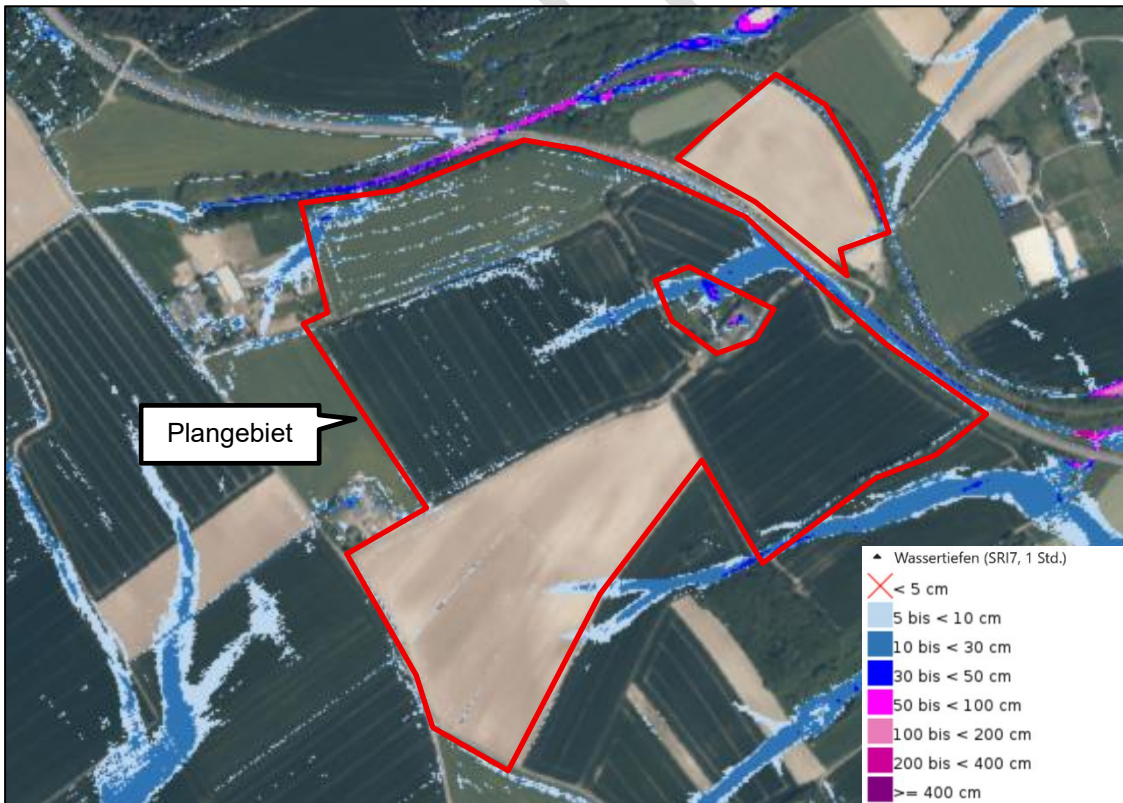 Plangebiet
Wassertiefen (SRI7, 1 Std.)
< 5 cm
5 bis < 10 cm
10 bis < 30 cm
30 bis < 50 cm
50 bis < 100 cm
100 bis < 200 cm
200 bis < 400 cm
>= 400 cm